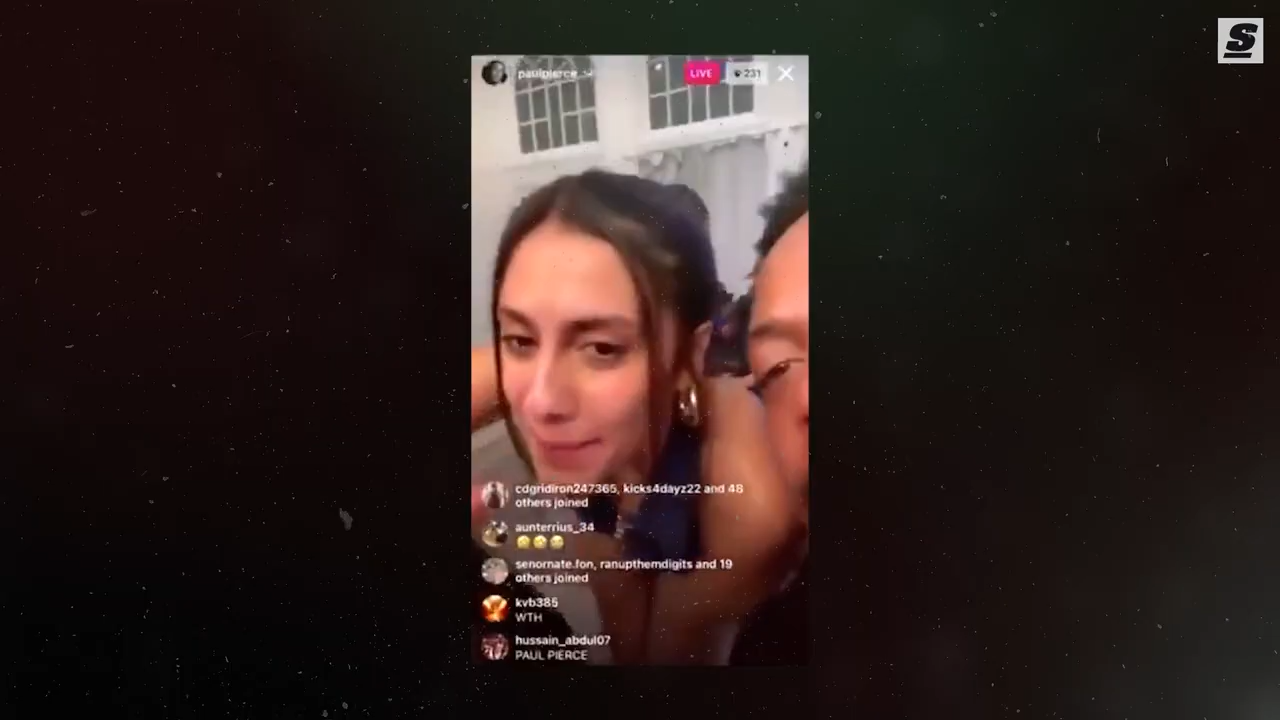 S
paulpierce
LIVE
231
cdgridiron247365, kicks4dayz22 and 48
others joined
aunterrius_34
🤣🤣🤣
senornate.fon, ranupthemdigits and 19
others joined
kvb385
WTH
hussain_abdul07
PAUL PIERCE